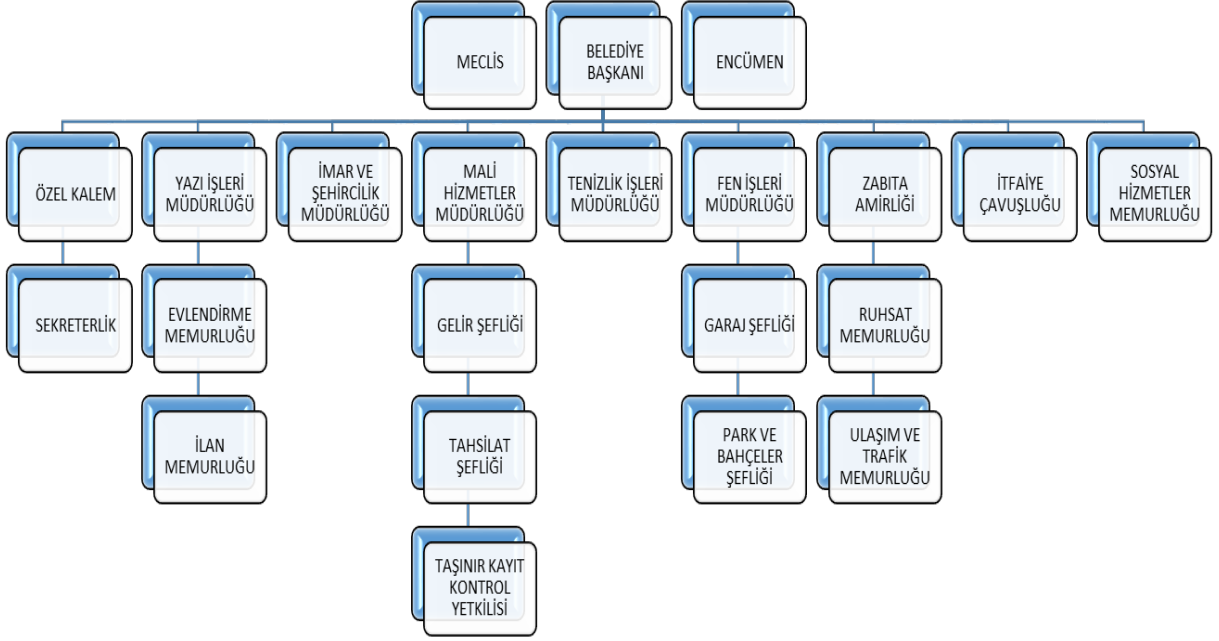 MECLİS
BELEDİYE
BAŞKANI
ENCÜMEN
ÖZEL KALEM
YAZI İŞLERİ
MÜDÜRLÜĞÜ
İMAR VE
ŞEHİRCİLİK
MÜDÜRLÜĞÜ
MALİ
HİZMETLER
MÜDÜRLÜĞÜ
TENİZLİK İŞLERİ
MÜDÜRLÜĞÜ
FEN İŞLERİ
MÜDÜRLÜĞÜ
ZABITA
AMİRLİĞİ
İTFAİYE
ÇAVUŞLUĞU
SOSYAL
HİZMETLER
MEMURLUĞU
SEKRETERLİK
EVLENDİRME
MEMURLUĞU
GELİR ŞEFLİĞİ
GARAJ ŞEFLİĞİ
RUHSAT
MEMURLUĞU
İLAN
MEMURLUĞU
TAHSİLAT
ŞEFLİĞİ
PARK VE
BAHÇELER
ŞEFLİĞİ
ULAŞIM VE
TRAFİK
MEMURLUĞU
TAŞINIR KAYIT
KONTROL
YETKİLİSİ